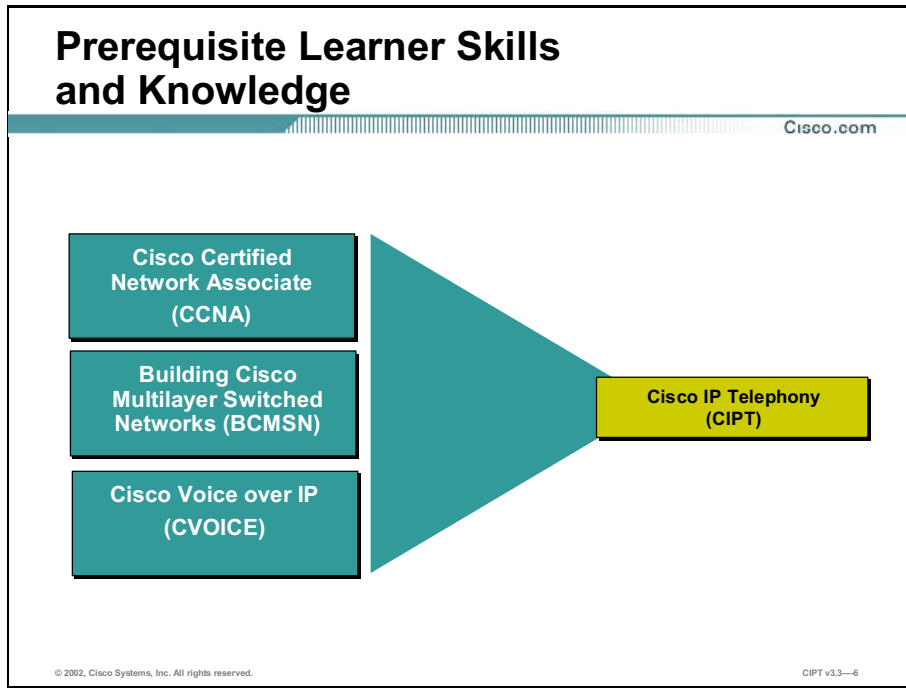 Prerequisite Learner Skills
and Knowledge
Cisco.com
Cisco Certified
Network Associate
(CCNA)
Building Cisco
Multilayer Switched
Networks (BCMSN)
Cisco Voice over IP
(CVOICE)
Cisco IP Telephony
(CIPT)
© 2002, Cisco Systems, Inc. All rights reserved.
CIPT v3.3—-6